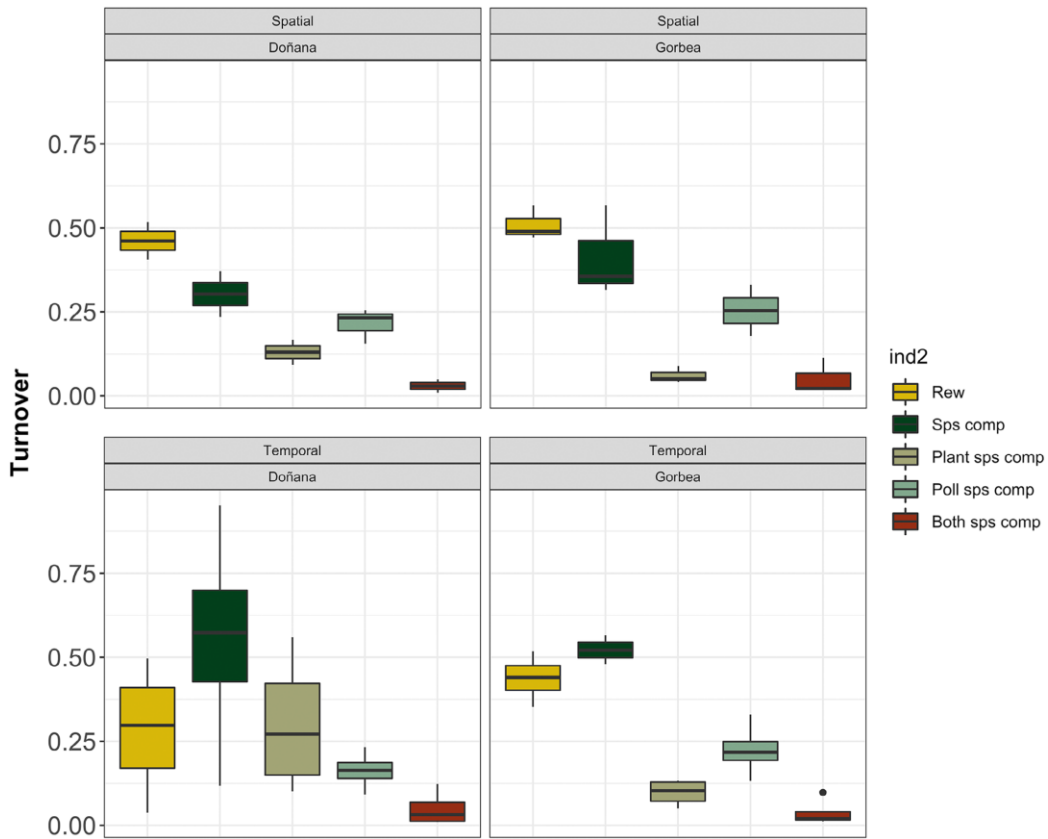 Spatial
Doñana
Spatial
Gorbea
0.75
0.50
0.25
0.00
Turnover
Temporal
Doñana
Temporal
Gorbea
0.75
0.50
0.25
0.00
ind2
Rew
Sps comp
Plant sps comp
Poll sps comp
Both sps comp